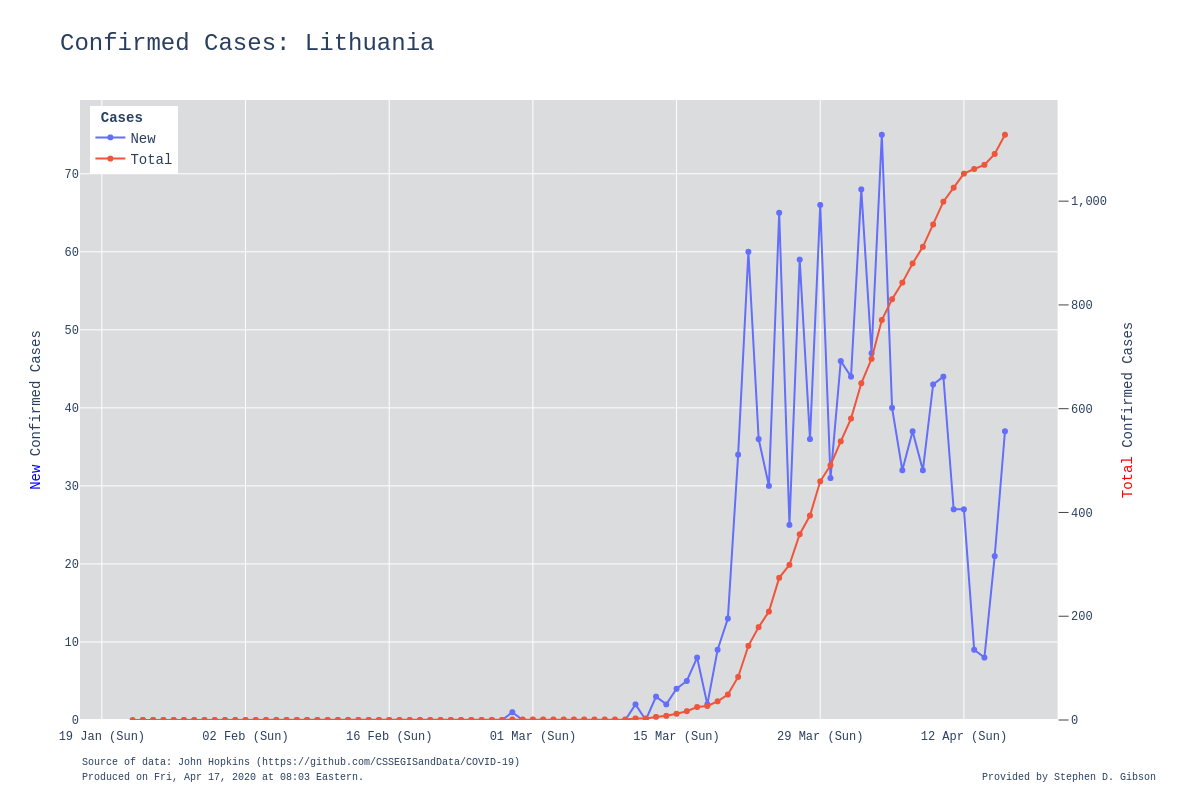 Confirmed Cases: Lithuania
Cases
New
Total
70
60
50
40
30
20
10
0
1,000
800
600
400
200
0
New Confirmed Cases
Total Confirmed Cases
19 Jan (Sun)
02 Feb (Sun)
16 Feb (Sun)
01 Mar (Sun)
15 Mar (Sun)
29 Mar (Sun)
12 Apr (Sun)
Source of data: John Hopkins (https://github.com/CSSEGISandData/COVID-19)
Produced on Fri, Apr 17, 2020 at 08:03 Eastern.
Provided by Stephen D. Gibson